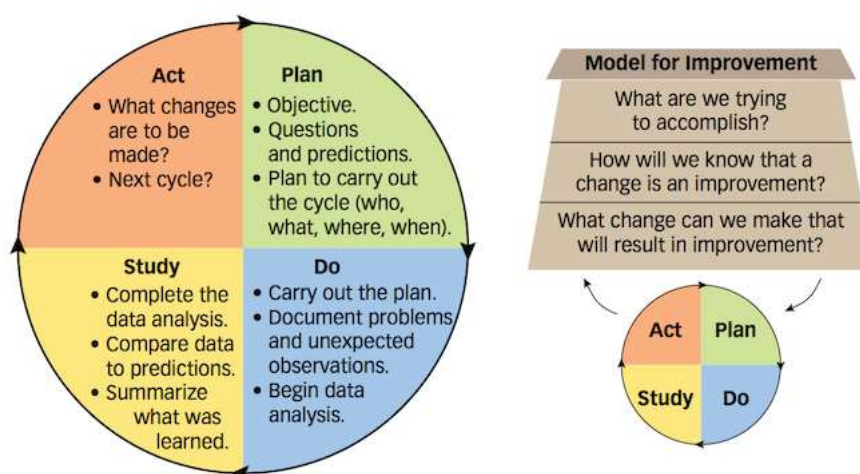 Act
• What changes
are to be
made?
• Next cycle?
Plan
• Objective.
• Questions
and predictions.
• Plan to carry out
the cycle (who,
what, where, when).
Study
• Complete the
data analysis.
• Compare data
to predictions.
• Summarize
what was
learned.
Do
• Carry out the plan.
• Document problems
and unexpected
observations.
• Begin data
analysis.
Model for Improvement
What are we trying
to accomplish?
How will we know that a
change is an improvement?
What change can we make that
will result in improvement?
Act
Plan
Study
Do